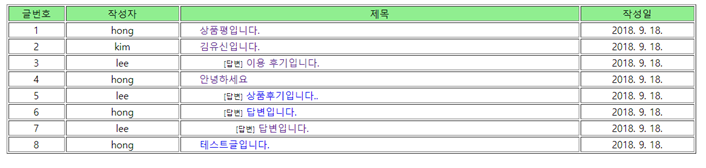 글번호 작성자 제목 작성일
1 hong 상품평입니다. 2018. 9. 18.
2 kim 김유신입니다. 2018. 9. 18.
3 lee [답변] 이용 후기입니다. 2018. 9. 18.
4 hong 안녕하세요 2018. 9. 18.
5 lee [답변] 상품후기입니다.. 2018. 9. 18.
6 hong [답변] 답변입니다. 2018. 9. 18.
7 lee [답변] 답변입니다. 2018. 9. 18.
8 hong 테스트글입니다. 2018. 9. 18.